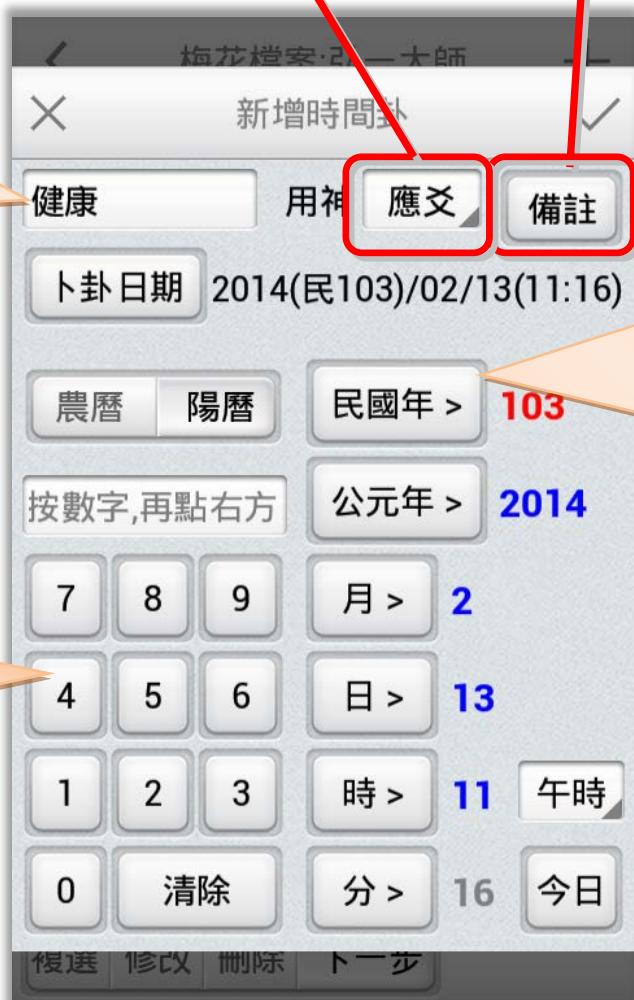 梅花檔案:弘一大師
新增時間卦
健康 用神 應爻 備註
卜卦日期 2014(民103)/02/13(11:16)
農曆 陽曆 民國年 > 103
按數字,再點右方 公元年 > 2014
7 8 9 月 > 2
4 5 6 日 > 13
1 2 3 時 > 11 午時
0 清除 分 > 16 今日
複選 修改 刪除 下一步